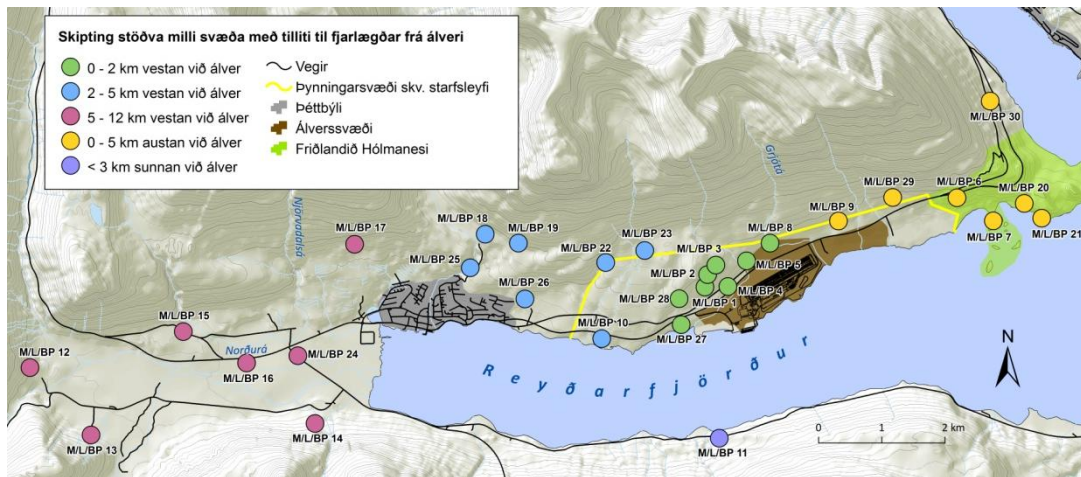 Skipting stöðva milli svæða með tilliti til fjarlægðar frá álveri
0 - 2 km vestan við álver
2 - 5 km vestan við álver
5 - 12 km vestan við álver
0 - 5 km austan við álver
< 3 km sunnan við álver
Vegir
Þynningarsvæði skv. starfsleyfi
Þéttbýli
Álverssvæði
Friðlandið Hólmanesi
M/L/BP 30
Grjótá
Njörvadalsá
M/L/BP 29
M/L/BP 6
M/L/BP 20
M/L/BP 9
M/L/BP 7
M/L/BP 21
M/L/BP 18
M/L/BP 17
M/L/BP 19
M/L/BP 23
M/L/BP 22
M/L/BP 3
M/L/BP 8
M/L/BP 25
M/L/BP 2
M/L/BP 5
M/L/BP 26
M/L/BP 28
M/L/BP 1
M/L/BP 4
M/L/BP 15
M/L/BP 10
M/L/BP 27
Norðurá
M/L/BP 12
M/L/BP 24
M/L/BP 16
Reyðarfjörður
N
M/L/BP 13
M/L/BP 14
M/L/BP 11
0 1 2 km